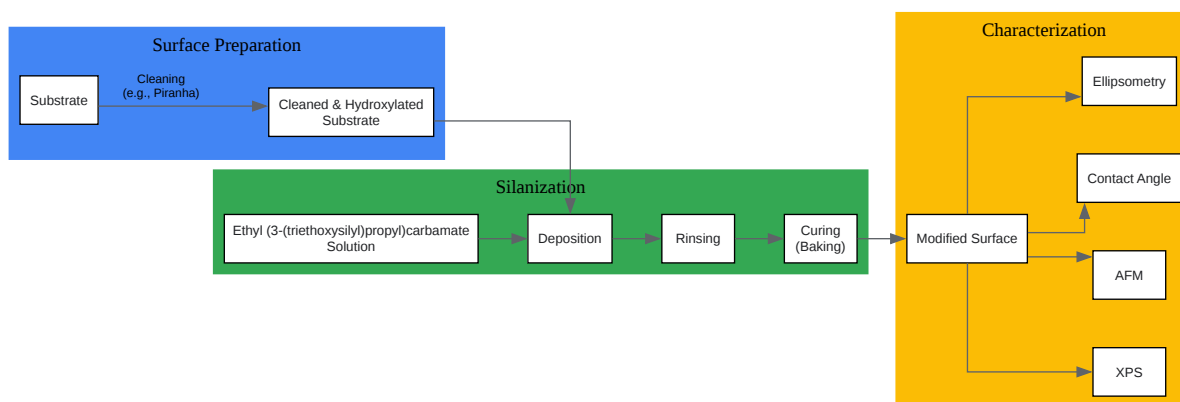 Surface Preparation
Substrate
Cleaning
(e.g., Piranha)
Cleaned & Hydroxylated
Substrate
Silanization
Ethyl (3-(triethoxysilyl)propyl)carbamate
Solution
Deposition
Rinsing
Curing
(Baking)
Characterization
Modified Surface
Ellipsometry
Contact Angle
AFM
XPS